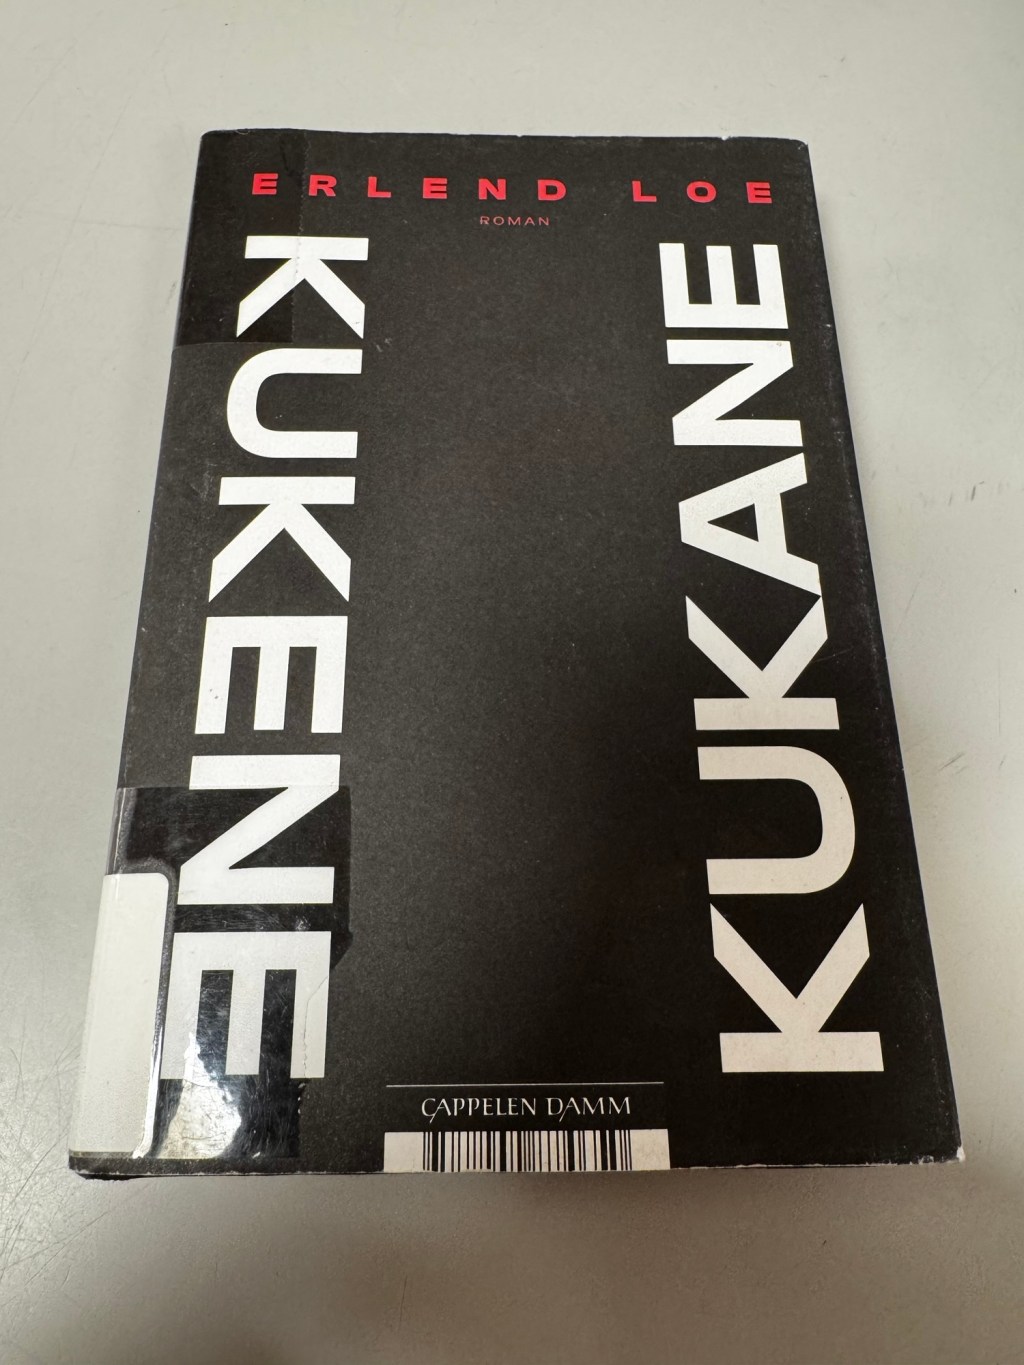 ERLEND LOE
ROMAN
KUKENE
KUKANE
CAPPELEN DAMM